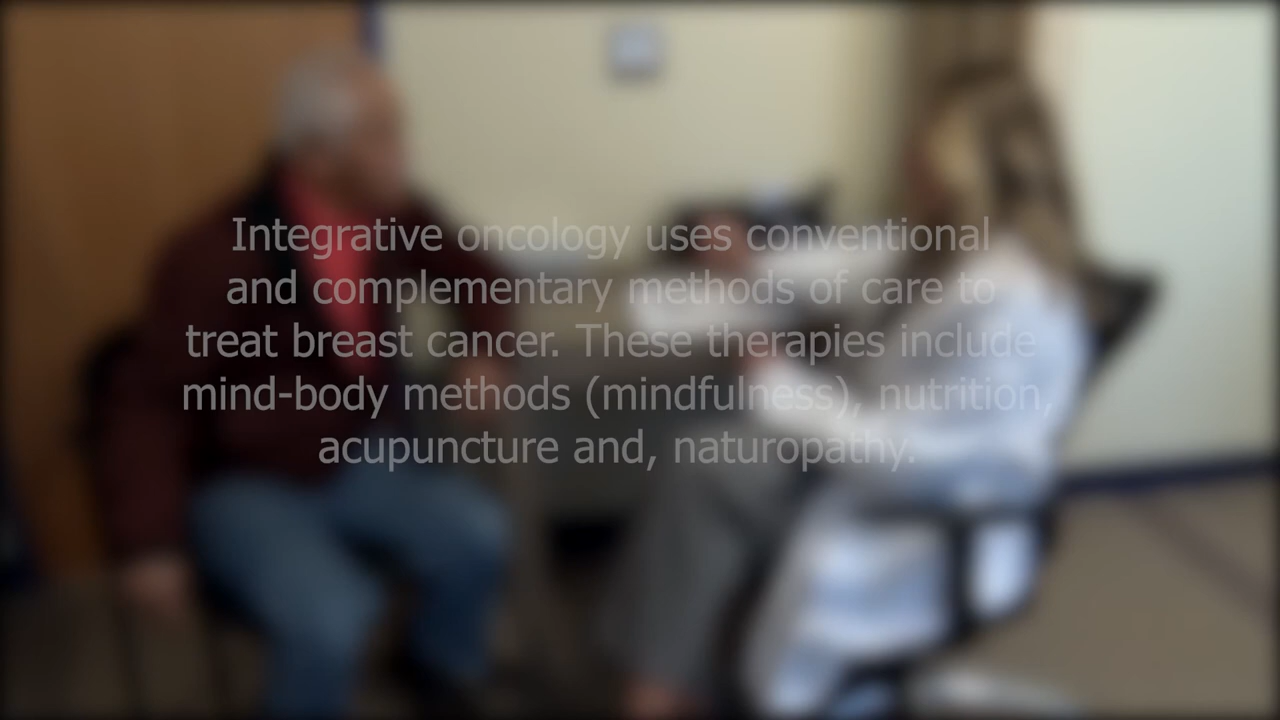 Integrative oncology uses conventional
and complementary methods of care to
treat breast cancer. These therapies include
mind-body methods (mindfulness), nutrition,
acupuncture and, naturopathy.